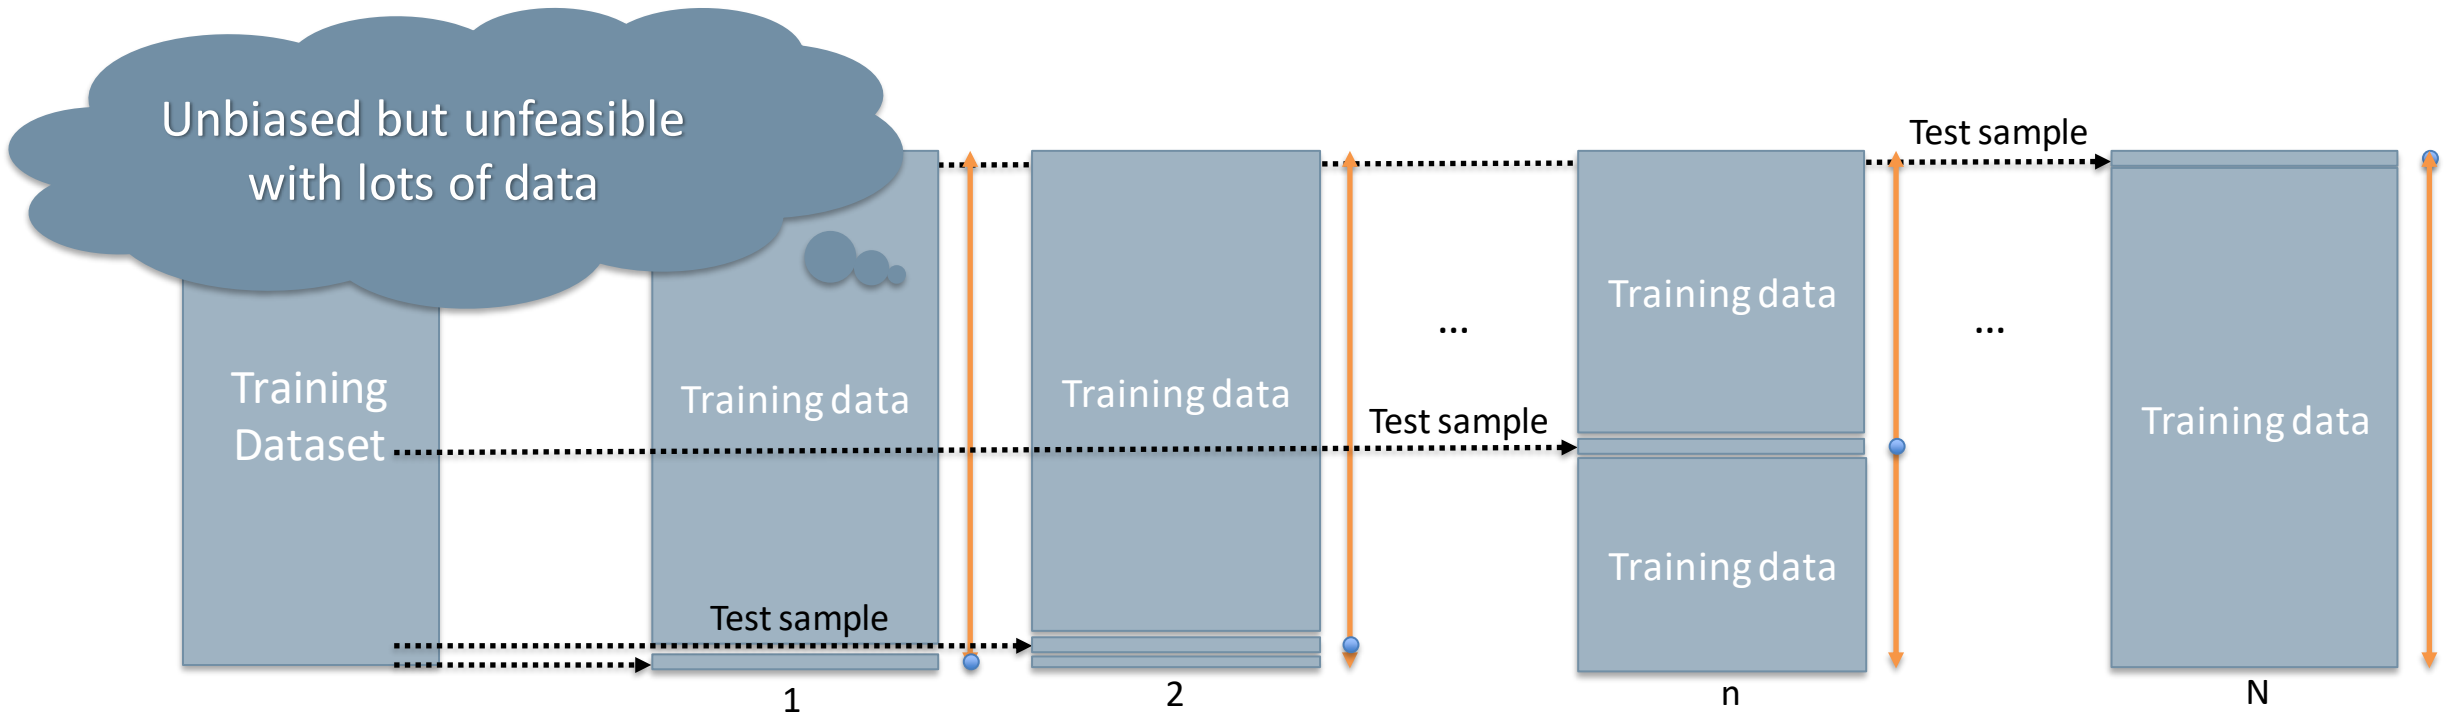 Unbiased but unfeasible
with lots of data
Training
Dataset
Training data
Test sample
1
Training data
2
...
Test sample
Training data
Training data
n
...
Test sample
Training data
N